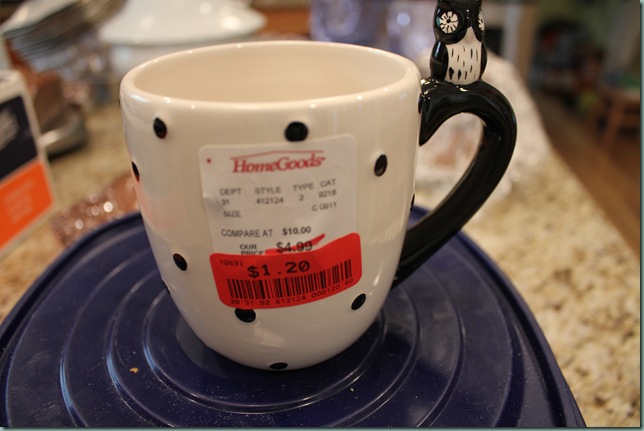 HomeGoods
DEPT STYLE TYPE CAT
31 412124 2 9218
SIZE C 0911
COMPARE AT $10.00
OUR PRICE $4.99
$1.20